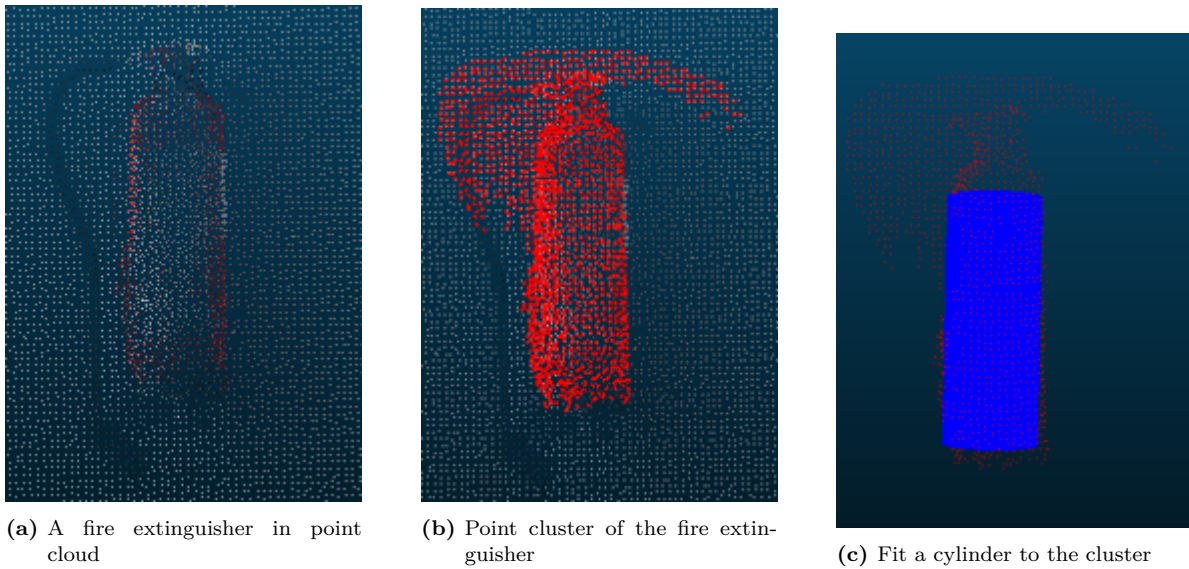 (a) A fire extinguisher in point
cloud
(b) Point cluster of the fire extin-
guisher
(c) Fit a cylinder to the cluster